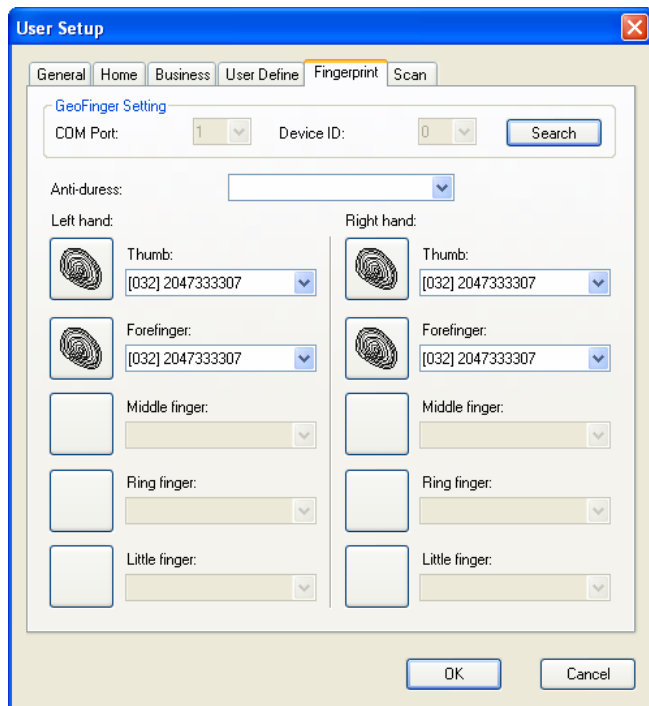 User Setup
General Home Business User Define Fingerprint Scan
GeoFinger Setting
COM Port: 1 Device ID: 0 Search
Anti-duress:
Left hand: Right hand:
Thumb: Thumb:
[032] 2047333307 [032] 2047333307
Forefinger: Forefinger:
[032] 2047333307 [032] 2047333307
Middle finger: Middle finger:
Ring finger: Ring finger:
Little finger: Little finger:
OK Cancel